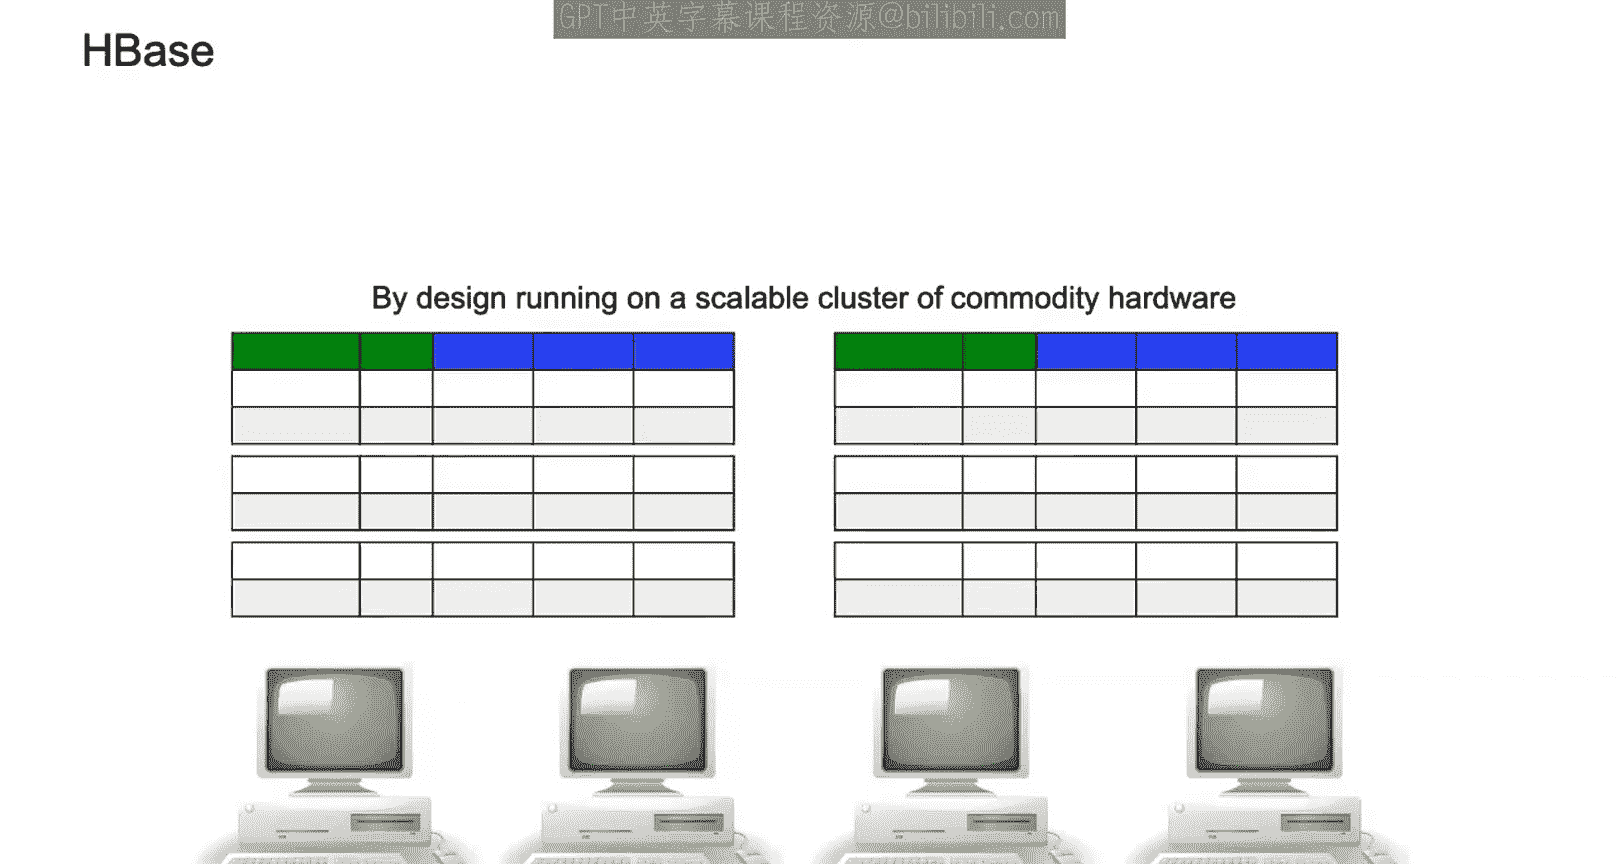 GPT中英字幕课程资源@bilibili.com
HBase
By design running on a scalable cluster of commodity hardware